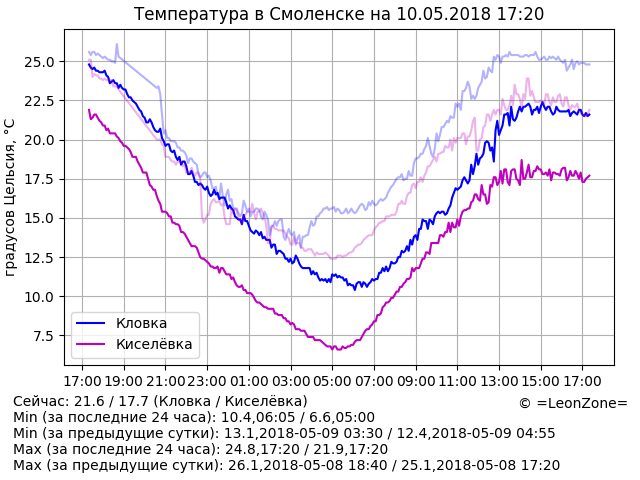 Температура в Смоленске на 10.05.2018 17:20
градусов Цельсия, °C
25.0
22.5
20.0
17.5
15.0
12.5
10.0
7.5
Кловка
Киселёвка
17:00 19:00 21:00 23:00 01:00 03:00 05:00 07:00 09:00 11:00 13:00 15:00 17:00
Сейчас: 21.6 / 17.7 (Кловка / Киселёвка)
© =LeonZone=
Min (за последние 24 часа): 10.4,06:05 / 6.6,05:00
Min (за предыдущие сутки): 13.1,2018-05-09 03:30 / 12.4,2018-05-09 04:55
Max (за последние 24 часа): 24.8,17:20 / 21.9,17:20
Max (за предыдущие сутки): 26.1,2018-05-08 18:40 / 25.1,2018-05-08 17:20